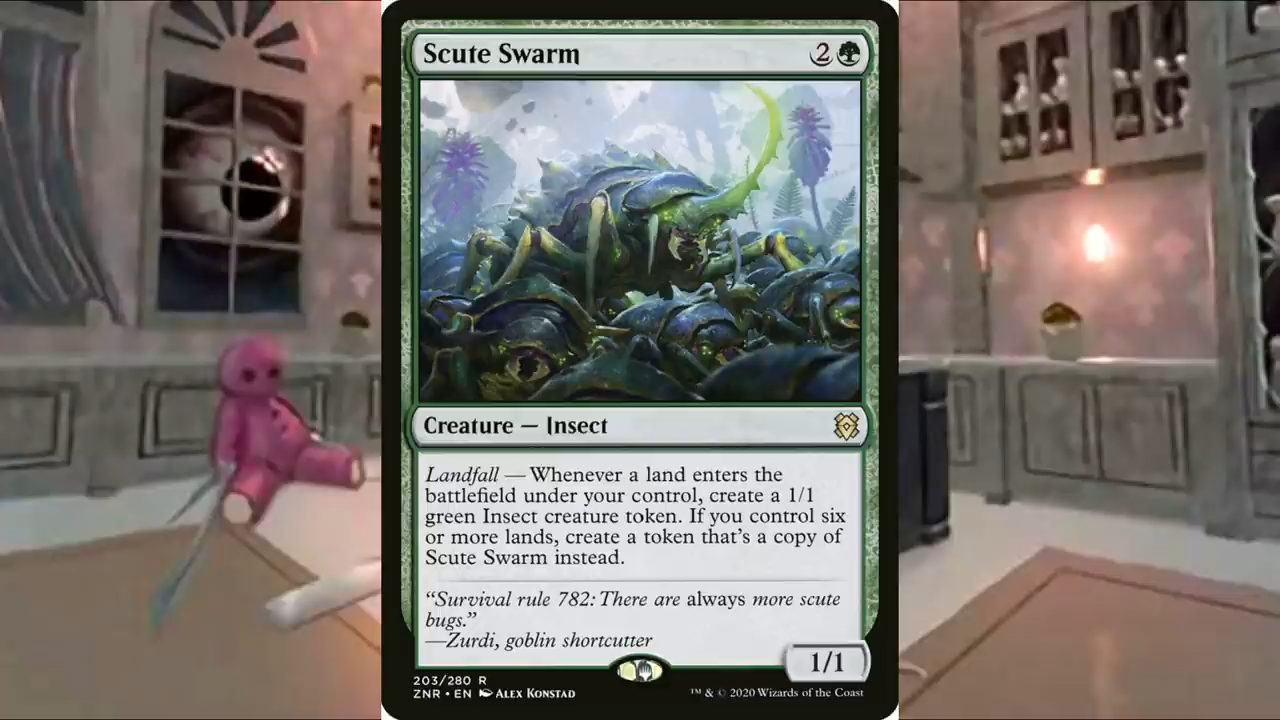 Scute Swarm 2
Creature — Insect
Landfall — Whenever a land enters the
battlefield under your control, create a 1/1
green Insect creature token. If you control six
or more lands, create a token that's a copy of
Scute Swarm instead.
“Survival rule 782: There are always more scute
bugs.”
—Zurdi, goblin shortcutter
1/1
203/280 R
ZNR • EN ALEX KONSTAD
™ & © 2020 Wizards of the Coast